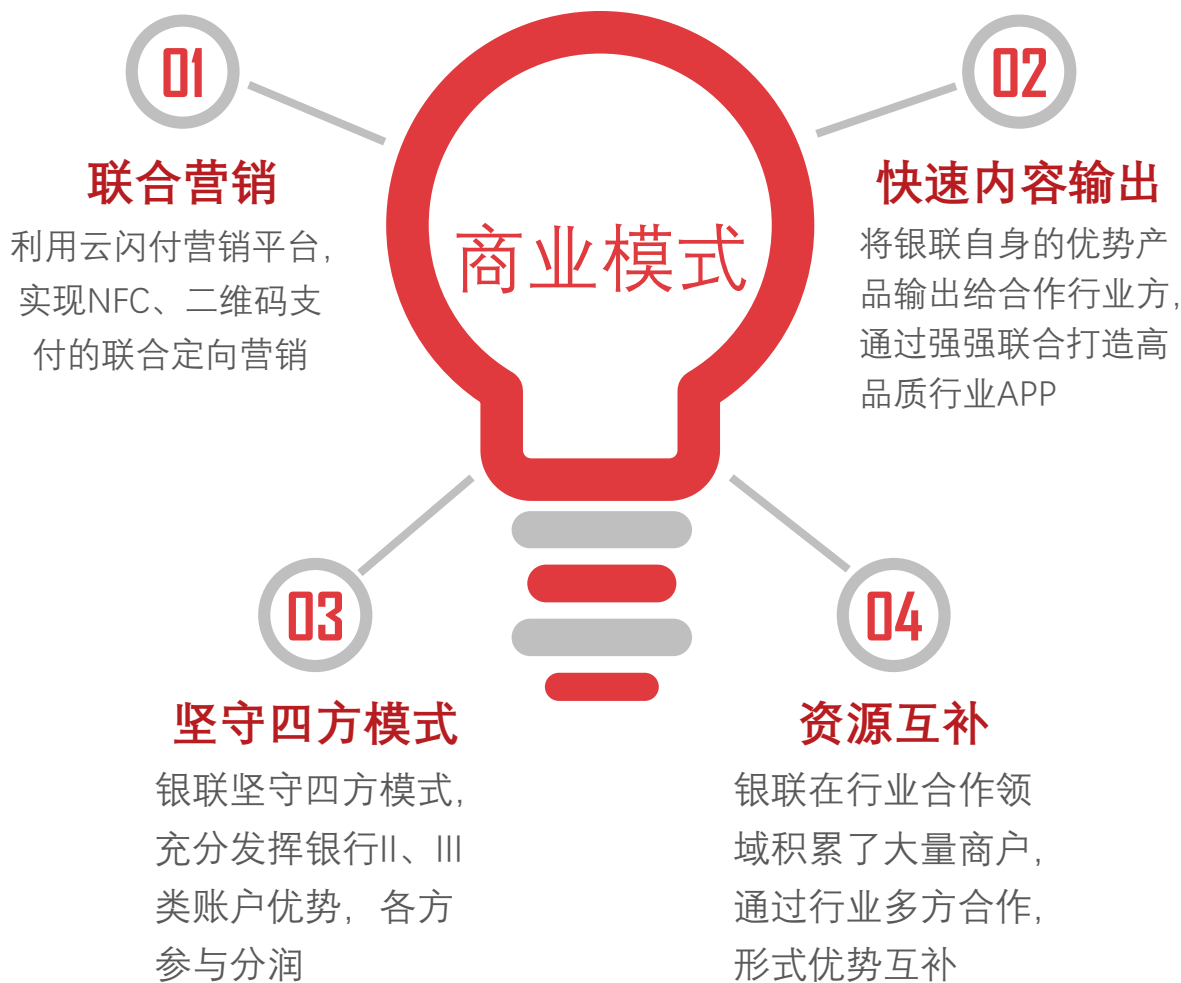 01
联合营销
利用云闪付营销平台，
实现NFC、二维码支
付的联合定向营销
商业模式
02
快速内容输出
将银联自身的优势产
品输出给合作行业方，
通过强强联合打造高
品质行业APP
03
坚守四方模式
银联坚守四方模式，
充分发挥银行II、III
类账户优势，各方
参与分润
04
资源互补
银联在行业合作领
域积累了大量商户，
通过行业多方合作，
形式优势互补